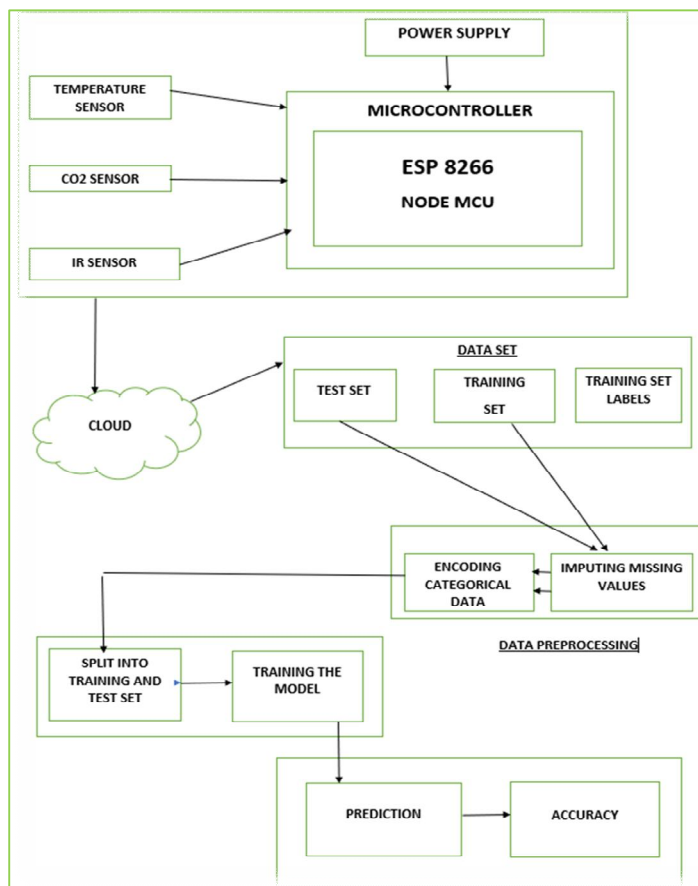 POWER SUPPLY
TEMPERATURE
SENSOR
MICROCONTROLLER
ESP 8266
NODE MCU
CO2 SENSOR
IR SENSOR
DATA SET
TEST SET
TRAINING
SET
TRAINING SET
LABELS
CLOUD
ENCODING
CATEGORICAL
DATA
IMPUTING MISSING
VALUES
DATA PREPROCESSING
SPLIT INTO
TRAINING AND
TEST SET
TRAINING THE
MODEL
PREDICTION
ACCURACY